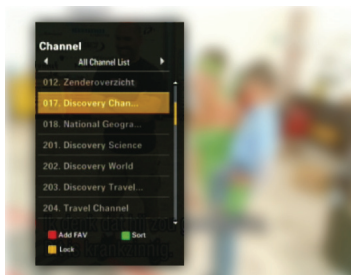 Channel
All Channel List
012. Zenderoverzicht
017. Discovery Chan...
018. National Geogra...
201. Discovery Science
202. Discovery World
203. Discovery Travel...
204. Travel Channel
Add FAV Sort
Lock